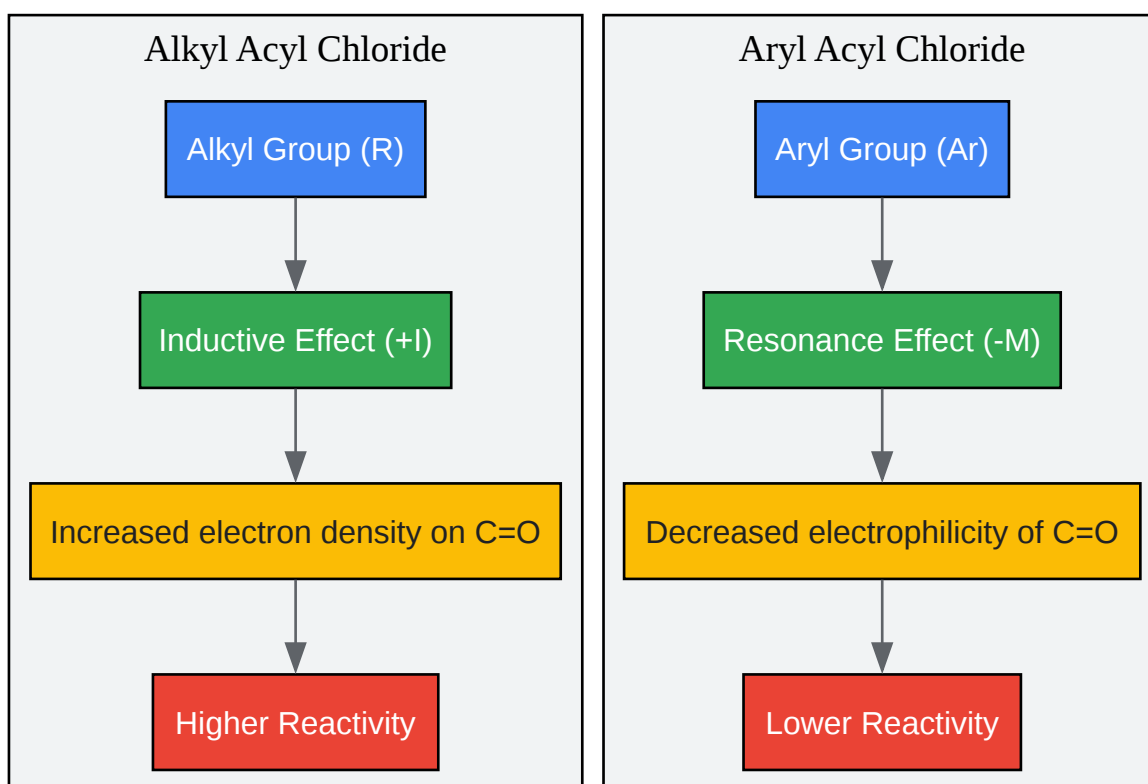 Alkyl Acyl Chloride
Alkyl Group (R)
Inductive Effect (+I)
Increased electron density on C=O
Higher Reactivity
Aryl Acyl Chloride
Aryl Group (Ar)
Resonance Effect (-M)
Decreased electrophilicity of C=O
Lower Reactivity